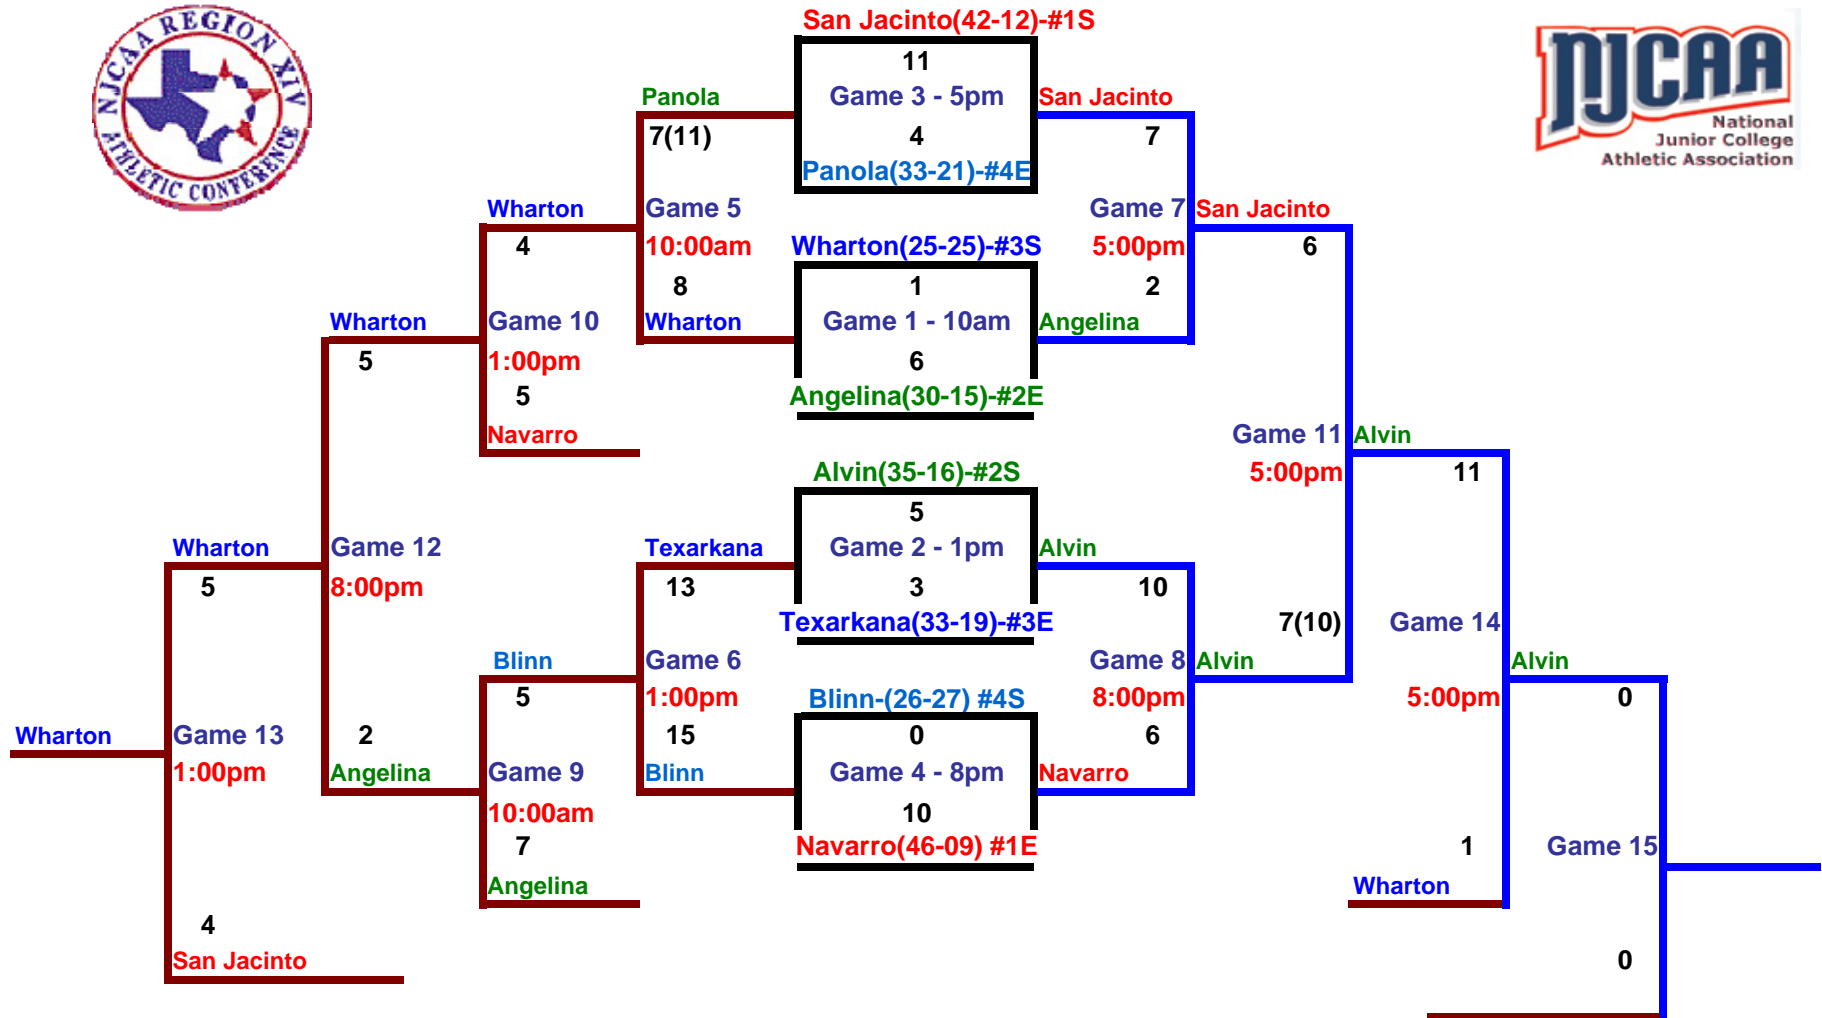 NJCAA REGION XIV
ATHLETIC CONFERENCE
NJCAA
National
Junior College
Athletic Association
San Jacinto(42-12)-#1S
11
Game 3 - 5pm
4
Panola(33-21)-#4E
Panola
7(11)
San Jacinto
7
Wharton
4
Game 5
10:00am
8
Wharton
Wharton(25-25)-#3S
1
Game 1 - 10am
6
Angelina(30-15)-#2E
Game 7
5:00pm
2
Angelina
San Jacinto
6
Wharton
5
Game 10
1:00pm
5
Navarro
Game 11
5:00pm
7(10)
Alvin
11
Alvin(35-16)-#2S
5
Game 2 - 1pm
3
Texarkana(33-19)-#3E
Wharton
5
Game 12
8:00pm
2
Angelina
Texarkana
13
Game 6
1:00pm
15
Blinn
Alvin
10
Game 8
8:00pm
6
Navarro
Alvin
Blinn
5
Game 9
10:00am
7
Angelina
Blinn-(26-27) #4S
0
Game 4 - 8pm
10
Navarro(46-09) #1E
Game 14
5:00pm
1
Wharton
Alvin
0
Game 15
0
Wharton
Game 13
1:00pm
4
San Jacinto